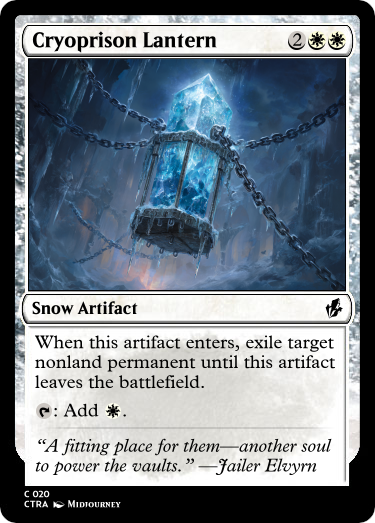 Cryoprison Lantern 2
Snow Artifact
When this artifact enters, exile target
nonland permanent until this artifact
leaves the battlefield.
: Add .
“A fitting place for them—another soul
to power the vaults.” —Jailer Elvyrn
C 020
CTRA Midjourney